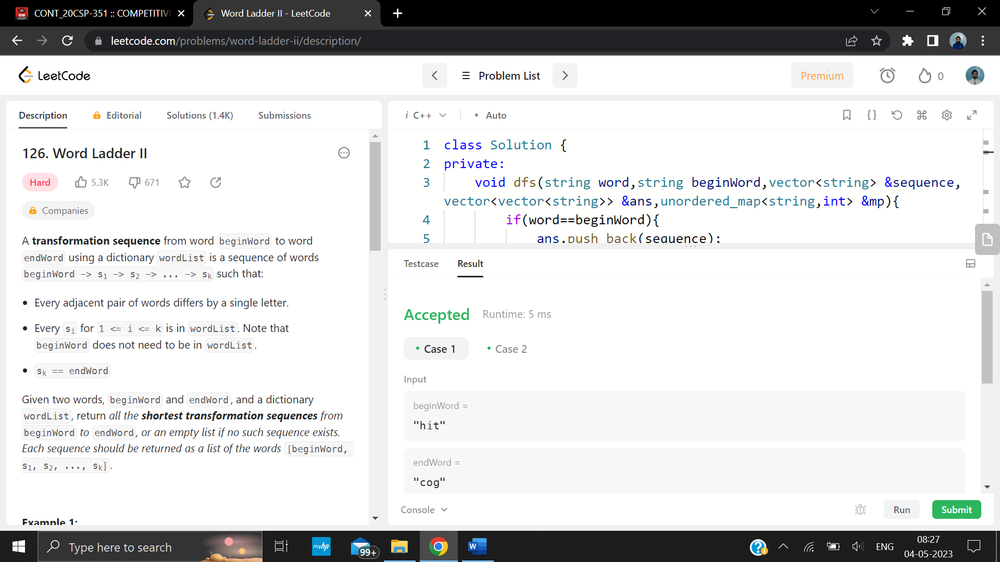 CONT_20CSP-351 :: COMPETITIVE
Word Ladder II - LeetCode
leetcode.com/problems/word-ladder-ii/description/
LeetCode
Problem List
Premium
0
Description
Editorial
Solutions (1.4K)
Submissions
126. Word Ladder II
Hard
5.3K
671
Companies
A transformation sequence from word beginWord to word
endWord using a dictionary wordList is a sequence of words
beginWord -> s1 -> s2 -> ... -> sk such that:
• Every adjacent pair of words differs by a single letter.
• Every si for 1 <= i <= k is in wordList. Note that
beginWord does not need to be in wordList.
• sk == endWord
Given two words, beginWord and endWord, and a dictionary
wordList, return all the shortest transformation sequences from
beginWord to endWord, or an empty list if no such sequence exists.
Each sequence should be returned as a list of the words [beginWord,
s1, s2, ..., sk].
Example 1:
i C++
• Auto
1 class Solution {
2 private:
3 void dfs(string word,string beginWord,vector<string> &sequence,
vector<vector<string>> &ans,unordered_map<string,int> &mp){
4 if(word==beginWord){
5 ans.push_back(sequence);
Testcase
Result
Accepted
Runtime: 5 ms
• Case 1
• Case 2
Input
beginWord =
"hit"
endWord =
"cog"
Console
Run
Submit
Type here to search
myhp
99+
W
ENG
08:27
04-05-2023